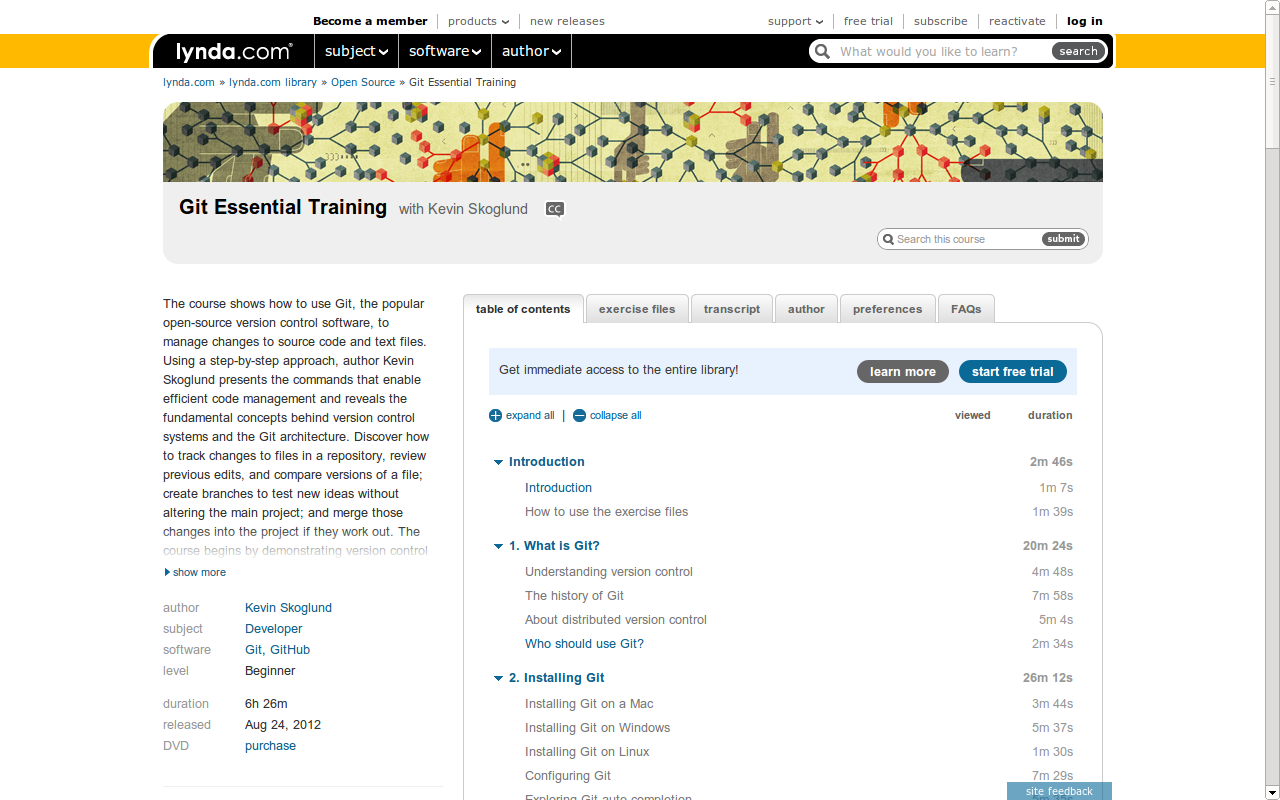 Become a member products new releases support free trial subscribe reactivate log in
lynda.com® subject software author What would you like to learn? search
lynda.com » lynda.com library » Open Source » Git Essential Training
Git Essential Training with Kevin Skoglund CC
Search this course submit
The course shows how to use Git, the popular
open-source version control software, to
manage changes to source code and text files.
Using a step-by-step approach, author Kevin
Skoglund presents the commands that enable
efficient code management and reveals the
fundamental concepts behind version control
systems and the Git architecture. Discover how
to track changes to files in a repository, review
previous edits, and compare versions of a file;
create branches to test new ideas without
altering the main project; and merge those
changes into the project if they work out. The
course begins by demonstrating version control
show more
author Kevin Skoglund
subject Developer
software Git, GitHub
level Beginner
duration 6h 26m
released Aug 24, 2012
DVD purchase
table of contents exercise files transcript author preferences FAQs
Get immediate access to the entire library! learn more start free trial
expand all | collapse all viewed duration
Introduction 2m 46s
Introduction 1m 7s
How to use the exercise files 1m 39s
1. What is Git? 20m 24s
Understanding version control 4m 48s
The history of Git 7m 58s
About distributed version control 5m 4s
Who should use Git? 2m 34s
2. Installing Git 26m 12s
Installing Git on a Mac 3m 44s
Installing Git on Windows 5m 37s
Installing Git on Linux 1m 30s
Configuring Git 7m 29s
Exploring Git auto completion
site feedback